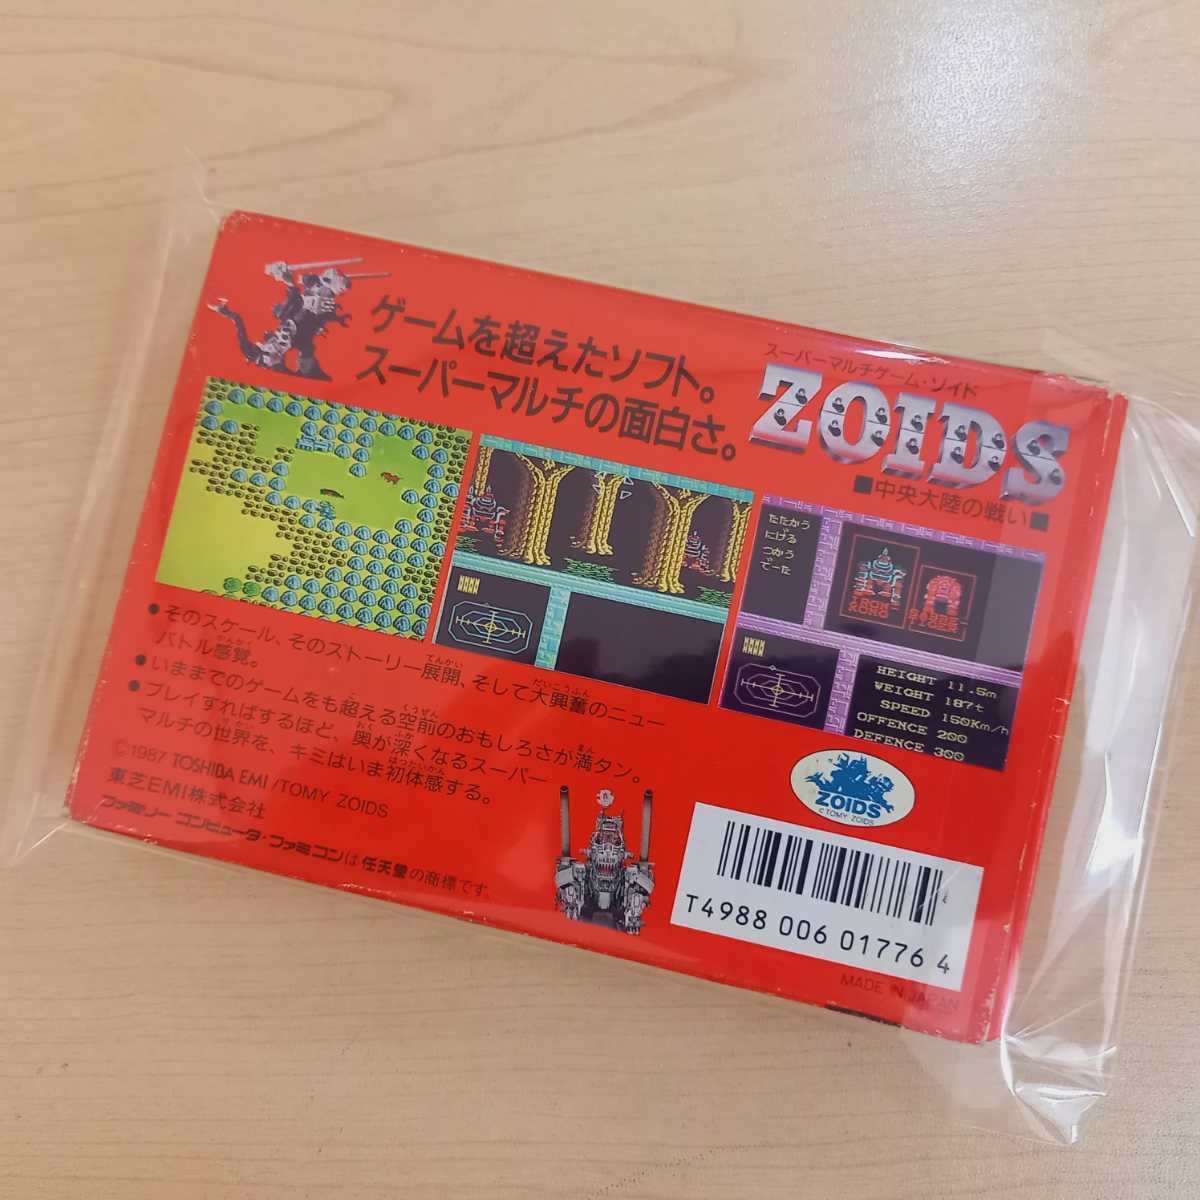 ゲームを超えたソフト。
スーパーマルチの面白さ。
スーパーマルチゲーム・ゾイド
ZOIDS
■中央大陸の戦い■
たたかう
にげる
つかう
でーた
HEIGHT 11.5m
WEIGHT 187t
SPEED 150Km/h
OFFENCE 200
DEFENCE 300
●そのスケール、そのストーリー展開、そして大興奮のニュー
バトル感覚。
●いままでのゲームをも超える空前のおもしろさが満タン。
●プレイすればするほど、奥が深くなるスーパー
マルチの世界を、キミはいま初体感する。
©1987 TOSHIBA EMI/TOMY ZOIDS
東芝EMI株式会社
ファミリーコンピュータ・ファミコンは任天堂の商標です。
ZOIDS
©TOMY ZOIDS
T4988 006 01776 4
MADE IN JAPAN